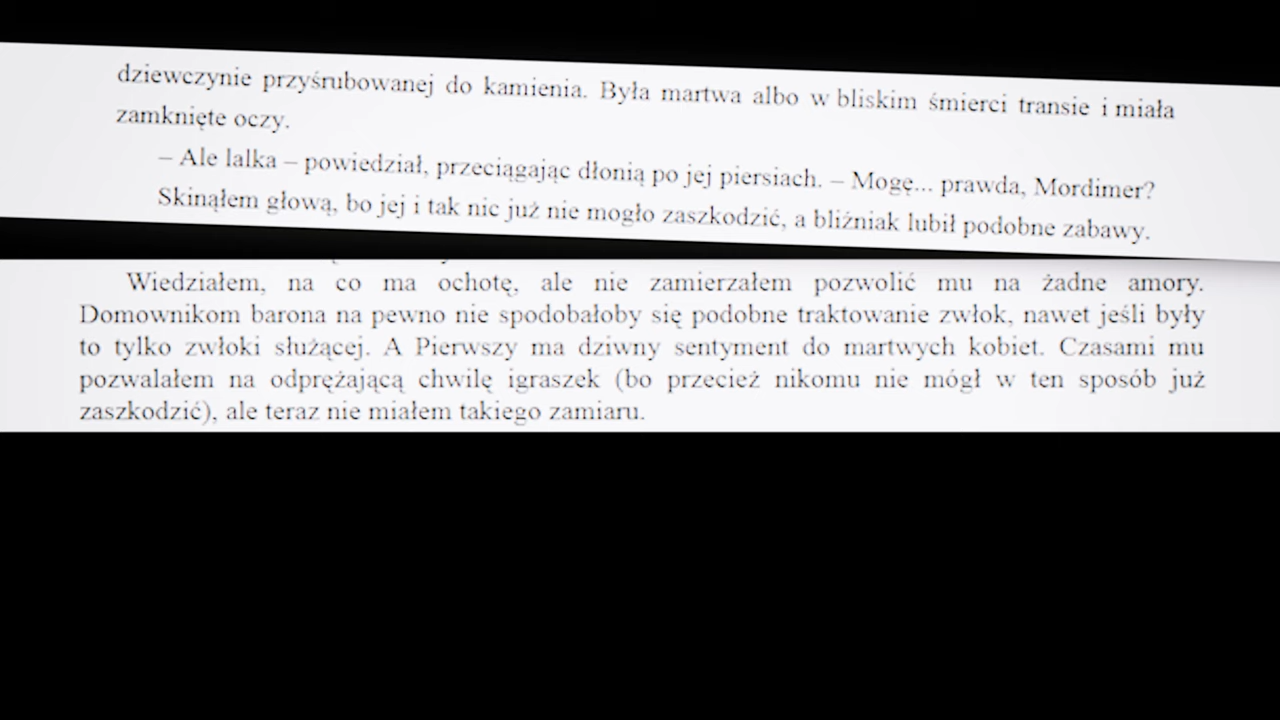 dziewczynie przyśrubowanej do kamienia. Była martwa albo w bliskim śmierci transie i miała
zamknięte oczy.
– Ale lalka – powiedział, przeciągając dłonią po jej piersiach. – Mogę... prawda, Mordimer?
Skinąłem głową, bo jej i tak nic już nie mogło zaszkodzić, a bliźniak lubił podobne zabawy.
Wiedziałem, na co ma ochotę, ale nie zamierzałem pozwolić mu na żadne amory.
Domownikom barona na pewno nie spodobałoby się podobne traktowanie zwłok, nawet jeśli były
to tylko zwłoki służącej. A Pierwszy ma dziwny sentyment do martwych kobiet. Czasami mu
pozwalałem na odprężającą chwilę igraszek (bo przecież nikomu nie mógł w ten sposób już
zaszkodzić), ale teraz nie miałem takiego zamiaru.